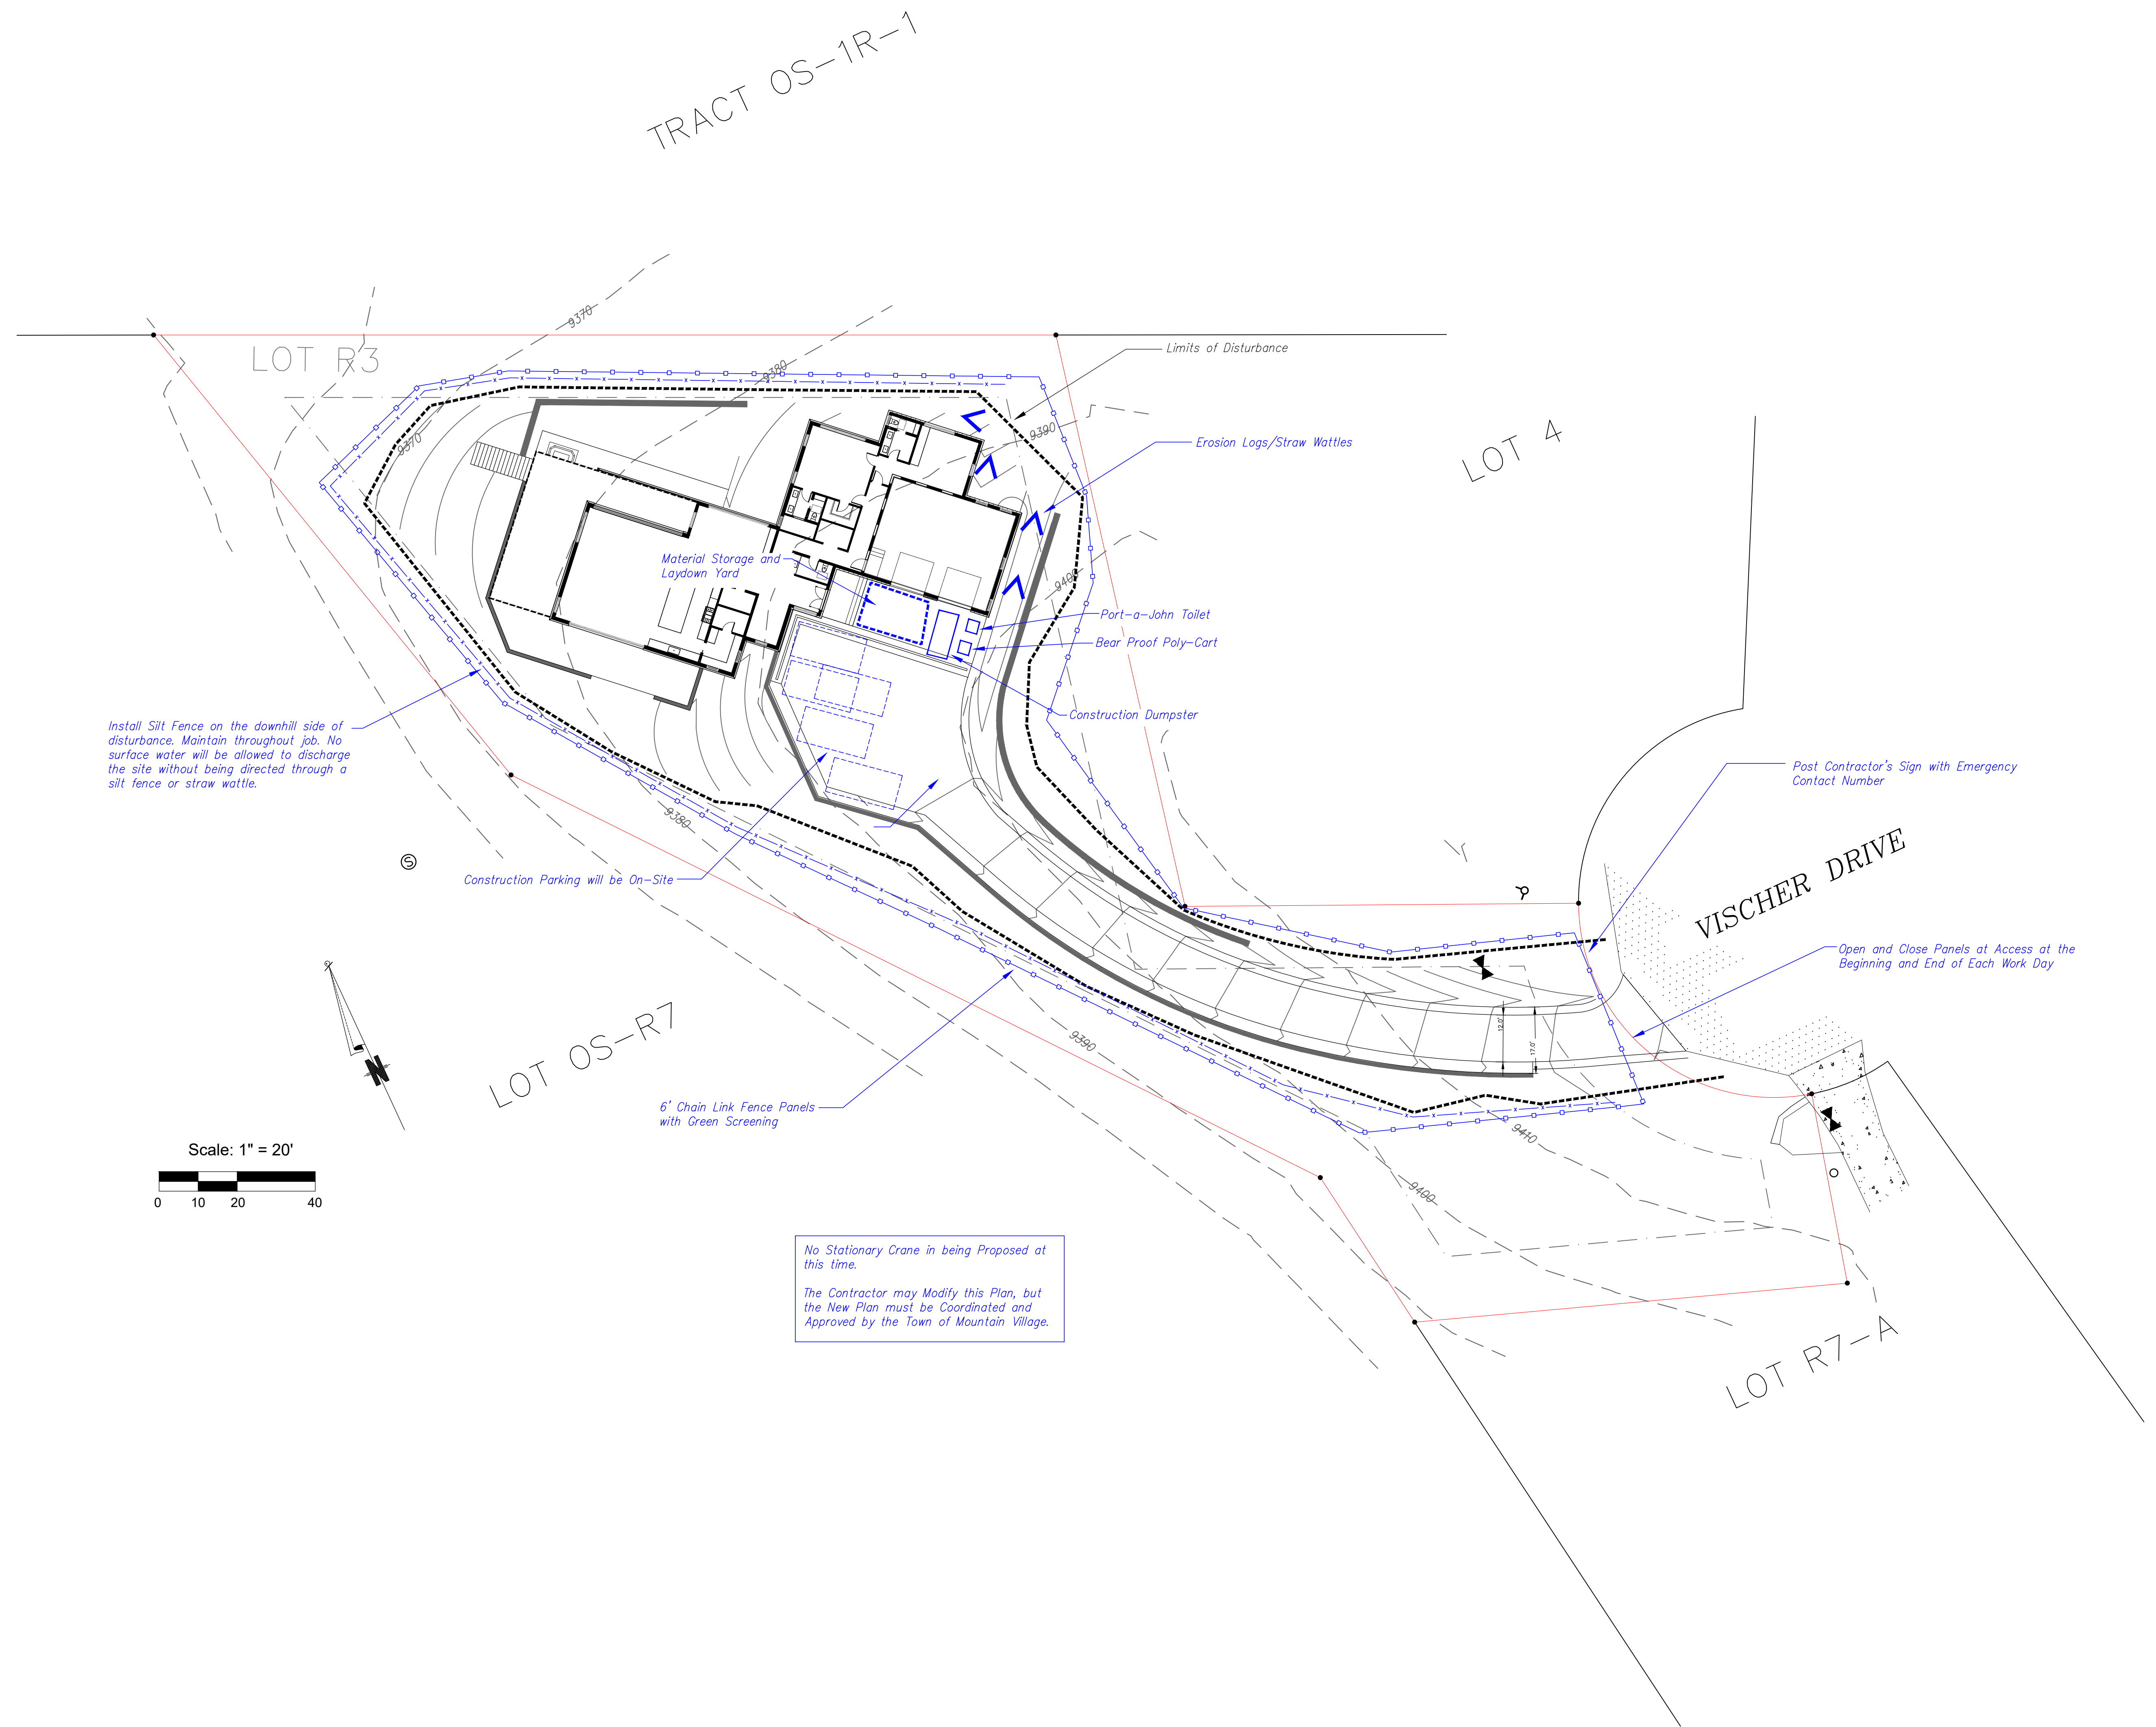 TRACT OS-1R-1
9370
LOT R3
Limits of Disturbance
9380
9390
9370
Erosion Logs/Straw Wattles
LOT 4
Material Storage and
Laydown Yard
9400
Port-a-John Toilet
Bear Proof Poly-Cart
Construction Dumpster
Install Silt Fence on the downhill side of
disturbance. Maintain throughout job. No
surface water will be allowed to discharge
the site without being directed through a
silt fence or straw wattle.
Post Contractor's Sign with Emergency
Contact Number
9380
S
VISCHER DRIVE
Construction Parking will be On-Site
Open and Close Panels at Access at the
Beginning and End of Each Work Day
12.0'
17.0'
LOT OS-R7
9390
N
6' Chain Link Fence Panels
with Green Screening
9410
Scale: 1" = 20'
0 10 20 40
9400
No Stationary Crane in being Proposed at
this time.
The Contractor may Modify this Plan, but
the New Plan must be Coordinated and
Approved by the Town of Mountain Village.
LOT R7-A